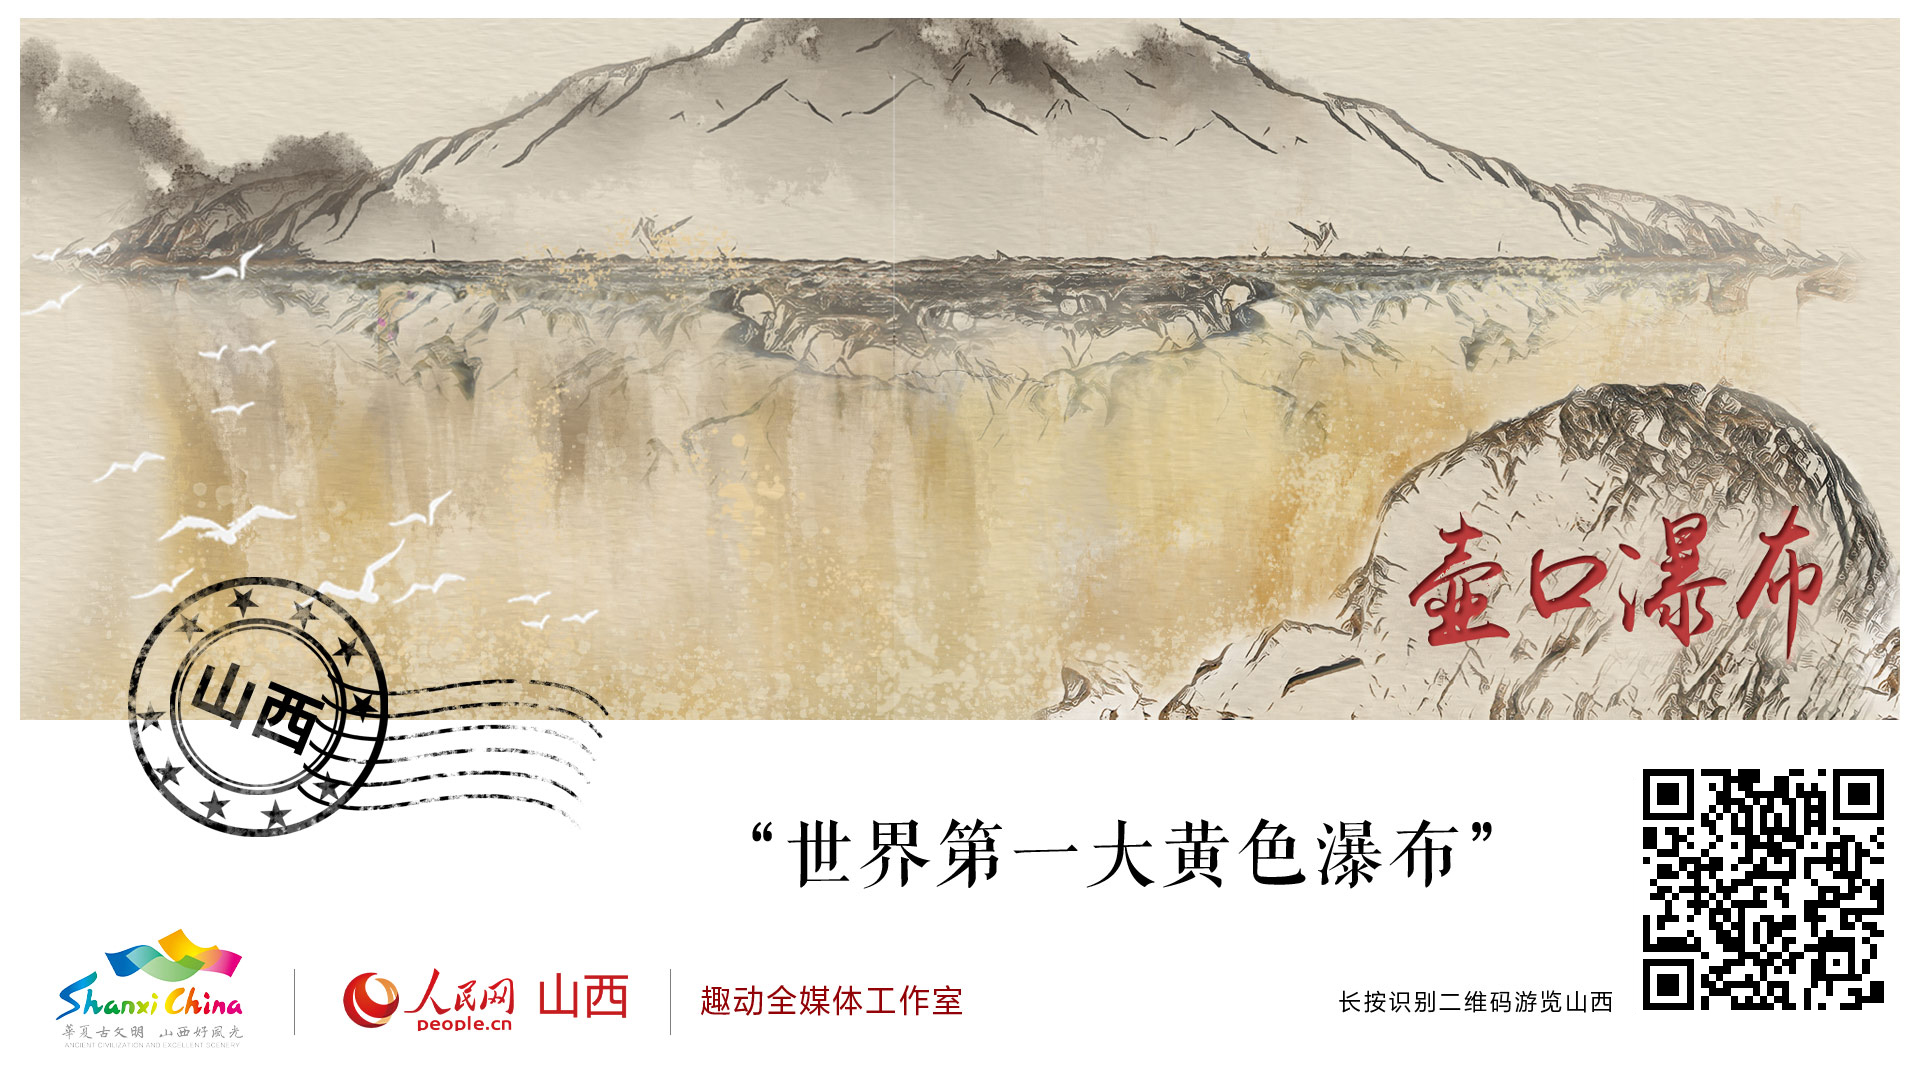 壶口瀑布
山西
“世界第一大黄色瀑布”
Shanxi China
華夏古文明 山西好風光
ANCIENT CIVILIZATION AND EXCELLENT SCENERY
人民网 山西
people.cn
趣动全媒体工作室
长按识别二维码游览山西